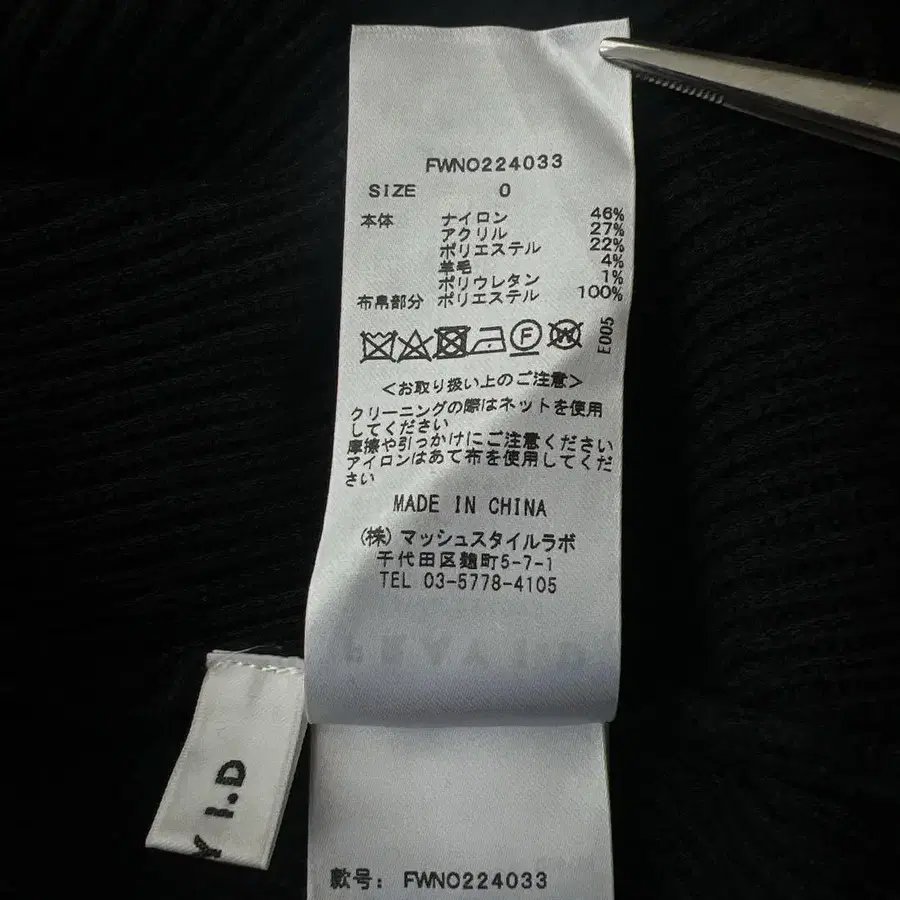 FWNO224033
SIZE 0
本体 ナイロン 46%
アクリル 27%
ポリエステル 22%
羊毛 4%
ポリウレタン 1%
布帛部分 ポリエステル 100%
F W E005
<お取り扱い上のご注意>
クリーニングの際はネットを使用
してください
摩擦や引っかけにご注意ください
アイロンはあて布を使用してくだ
さい
MADE IN CHINA
(株)マッシュスタイルラボ
千代田区麹町5-7-1
TEL 03-5778-4105
Y I.D
款号: FWNO224033